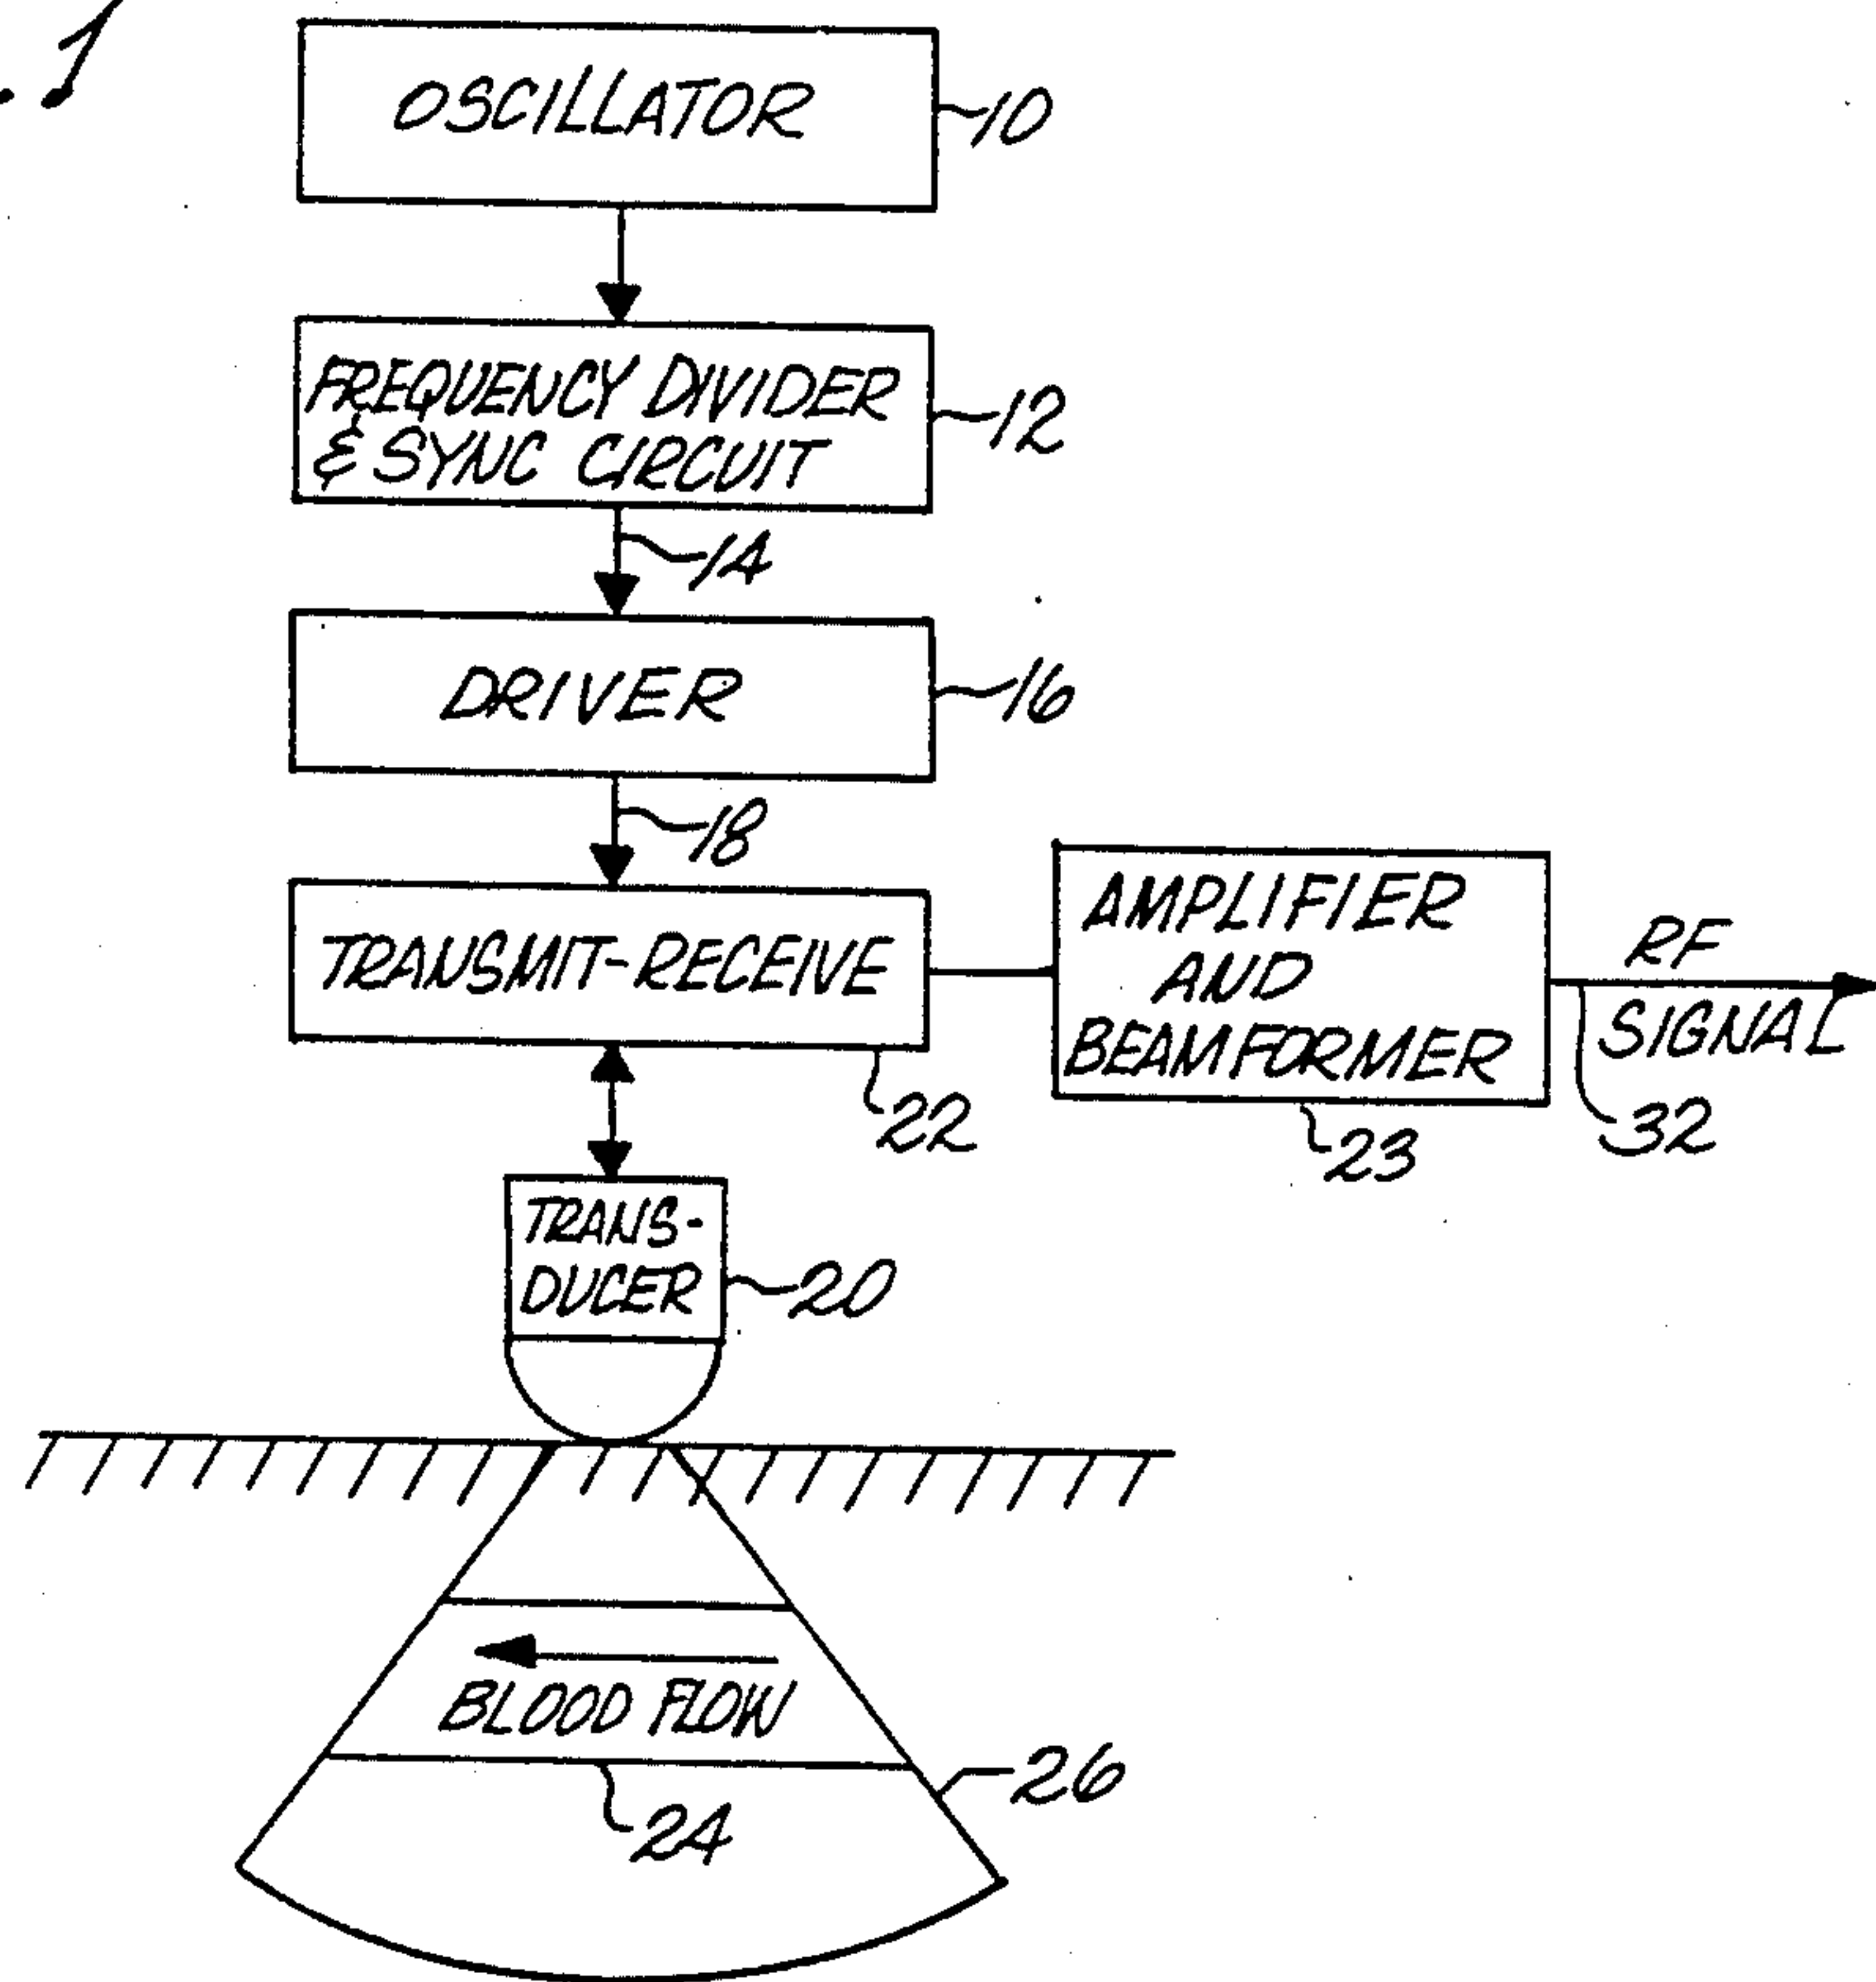 .1
OSCILLATOR
10
FREQUENCY DIVIDER
& SYNC CIRCUIT
12
14
DRIVER
16
18
TRANSMIT-RECEIVE
22
AMPLIFIER
AND
BEAMFORMER
23
RF
SIGNAL
32
TRANS-
DUCER
20
BLOOD FLOW
24
26